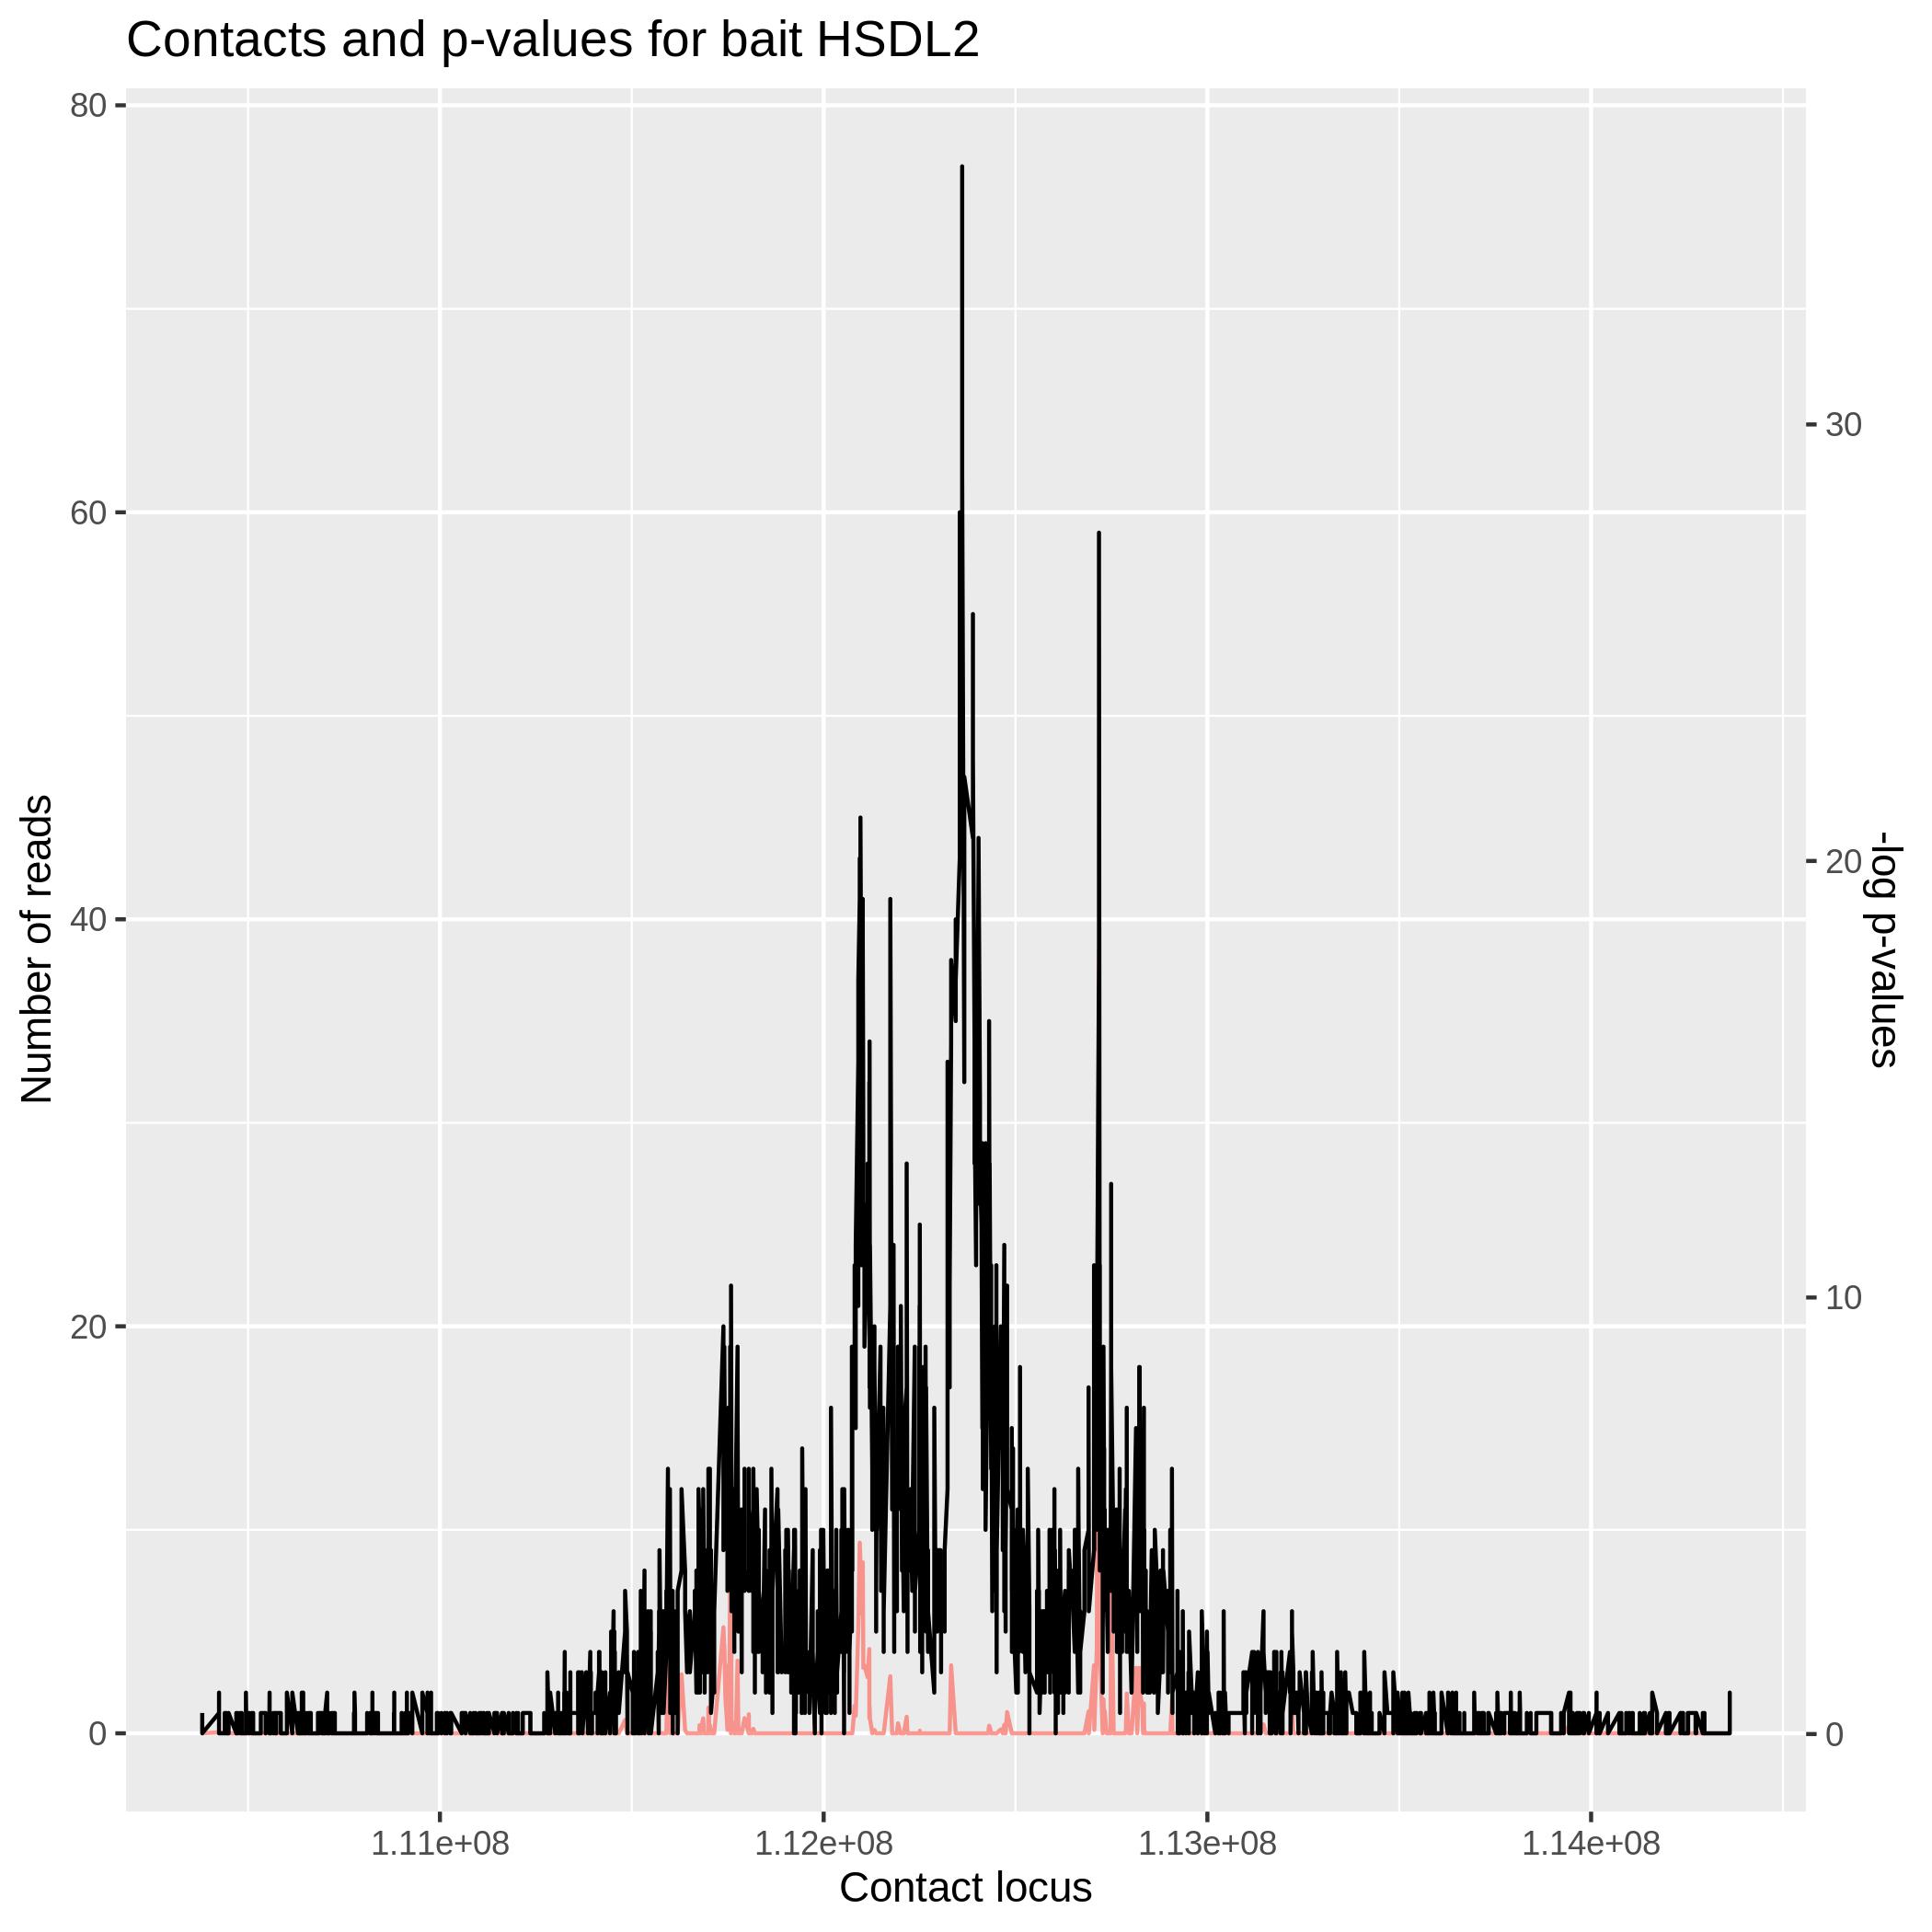 Contacts and p-values for bait HSDL2
80
60
40
20
0
Number of reads
30
20
10
0
-log p-values
1.11e+08
1.12e+08
1.13e+08
1.14e+08
Contact locus